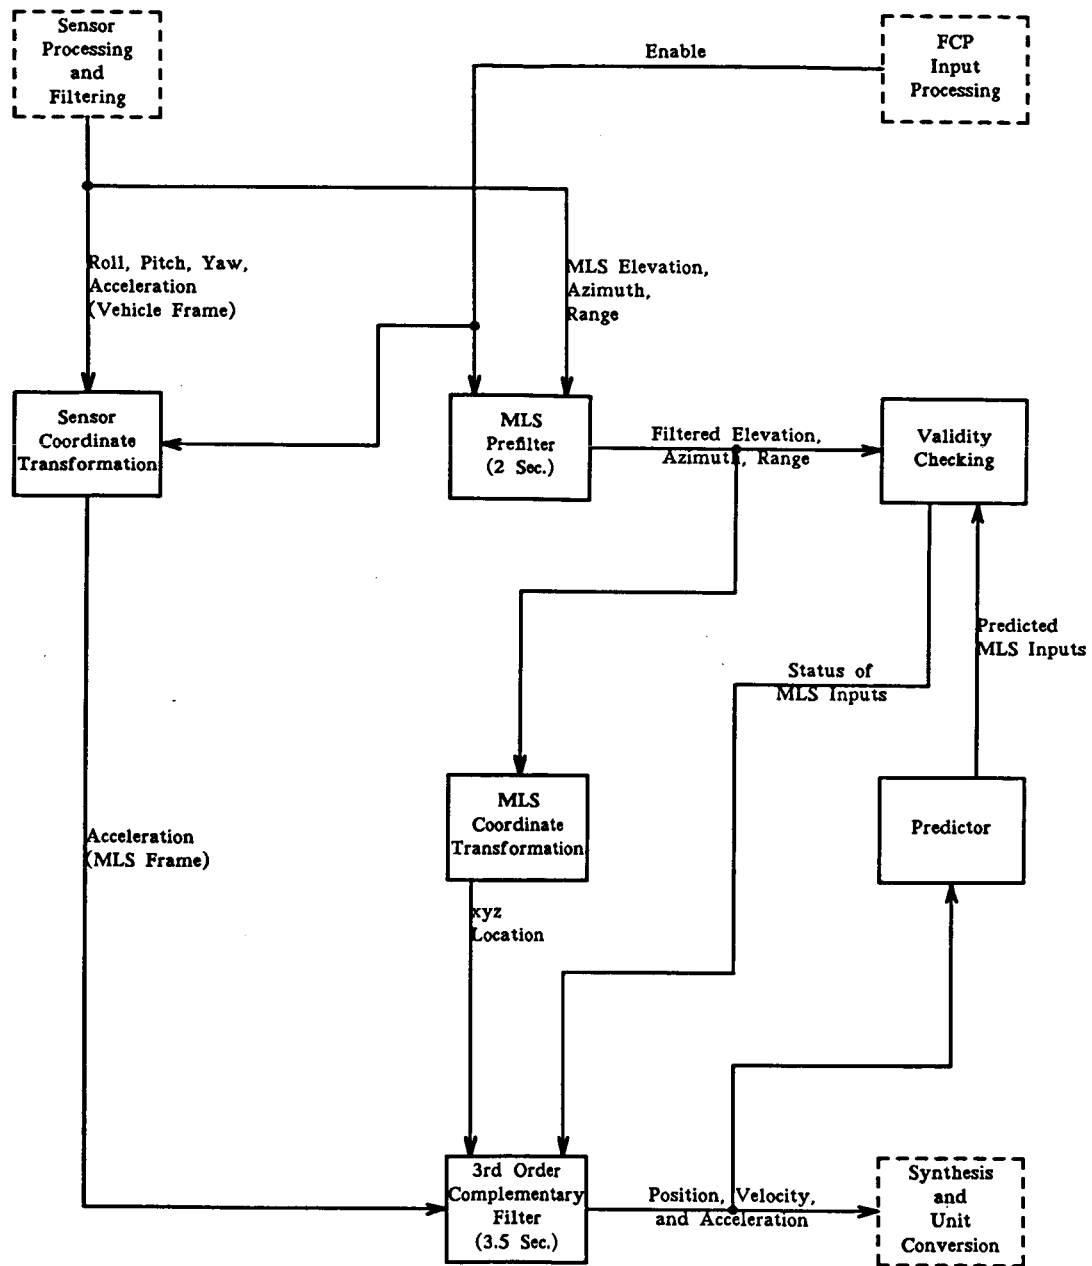 Sensor
Processing
and
Filtering
Enable
FCP
Input
Processing
Roll, Pitch, Yaw,
Acceleration
(Vehicle Frame)
MLS Elevation,
Azimuth,
Range
Sensor
Coordinate
Transformation
MLS
Prefilter
(2 Sec.)
Filtered Elevation,
Azimuth, Range
Validity
Checking
Predicted
MLS Inputs
Status of
MLS Inputs
MLS
Coordinate
Transformation
Predictor
Acceleration
(MLS Frame)
xyz
Location
3rd Order
Complementary
Filter
(3.5 Sec.)
Position, Velocity,
and Acceleration
Synthesis
and
Unit
Conversion